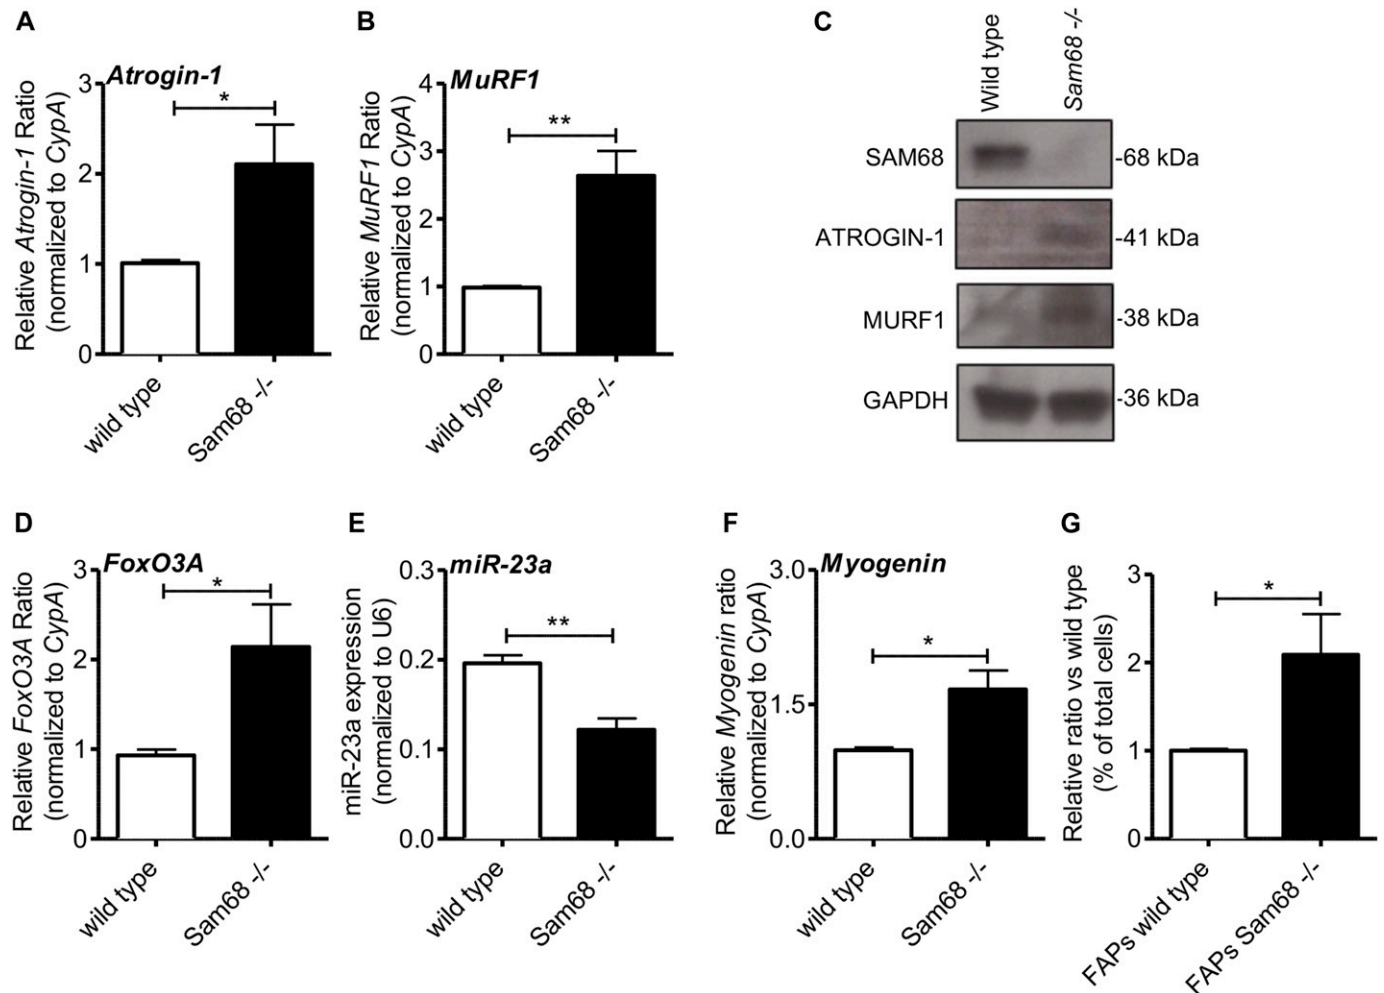 A
Atrogin-1
Relative Atrogin-1 Ratio
(normalized to CypA)
3
2
1
0
*
wild type
Sam68 -/-
B
MuRF1
Relative MuRF1 Ratio
(normalized to CypA)
4
3
2
1
0
**
wild type
Sam68 -/-
C
Wild type
Sam68 -/-
SAM68
-68 kDa
ATROGIN-1
-41 kDa
MURF1
-38 kDa
GAPDH
-36 kDa
D
FoxO3A
Relative FoxO3A Ratio
(normalized to CypA)
3
2
1
0
*
wild type
Sam68 -/-
E
miR-23a
miR-23a expression
(normalized to U6)
0.3
0.2
0.1
0.0
**
wild type
Sam68 -/-
F
Myogenin
Relative Myogenin ratio
(normalized to CypA)
3.0
1.5
0.0
*
wild type
Sam68 -/-
G
Relative ratio vs wild type
(% of total cells)
3
2
1
0
*
FAPs wild type
FAPs Sam68 -/-